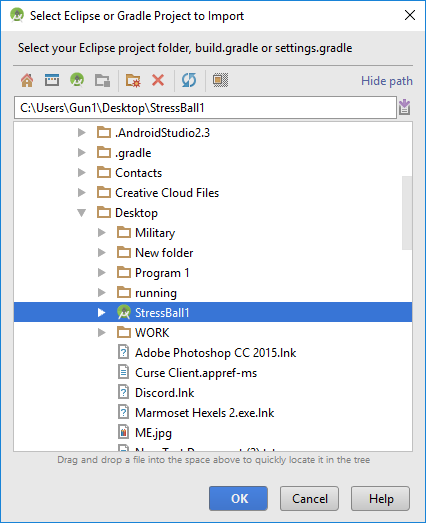 Select Eclipse or Gradle Project to Import
Select your Eclipse project folder, build.gradle or settings.gradle
Hide path
C:\Users\Gun1\Desktop\StressBall1
.AndroidStudio2.3
.gradle
Contacts
Creative Cloud Files
Desktop
Military
New folder
Program 1
running
StressBall1
WORK
Adobe Photoshop CC 2015.lnk
Curse Client.appref-ms
Discord.lnk
Marmoset Hexels 2.exe.lnk
ME.jpg
Drag and drop a file into the space above to quickly locate it in the tree
OK Cancel Help